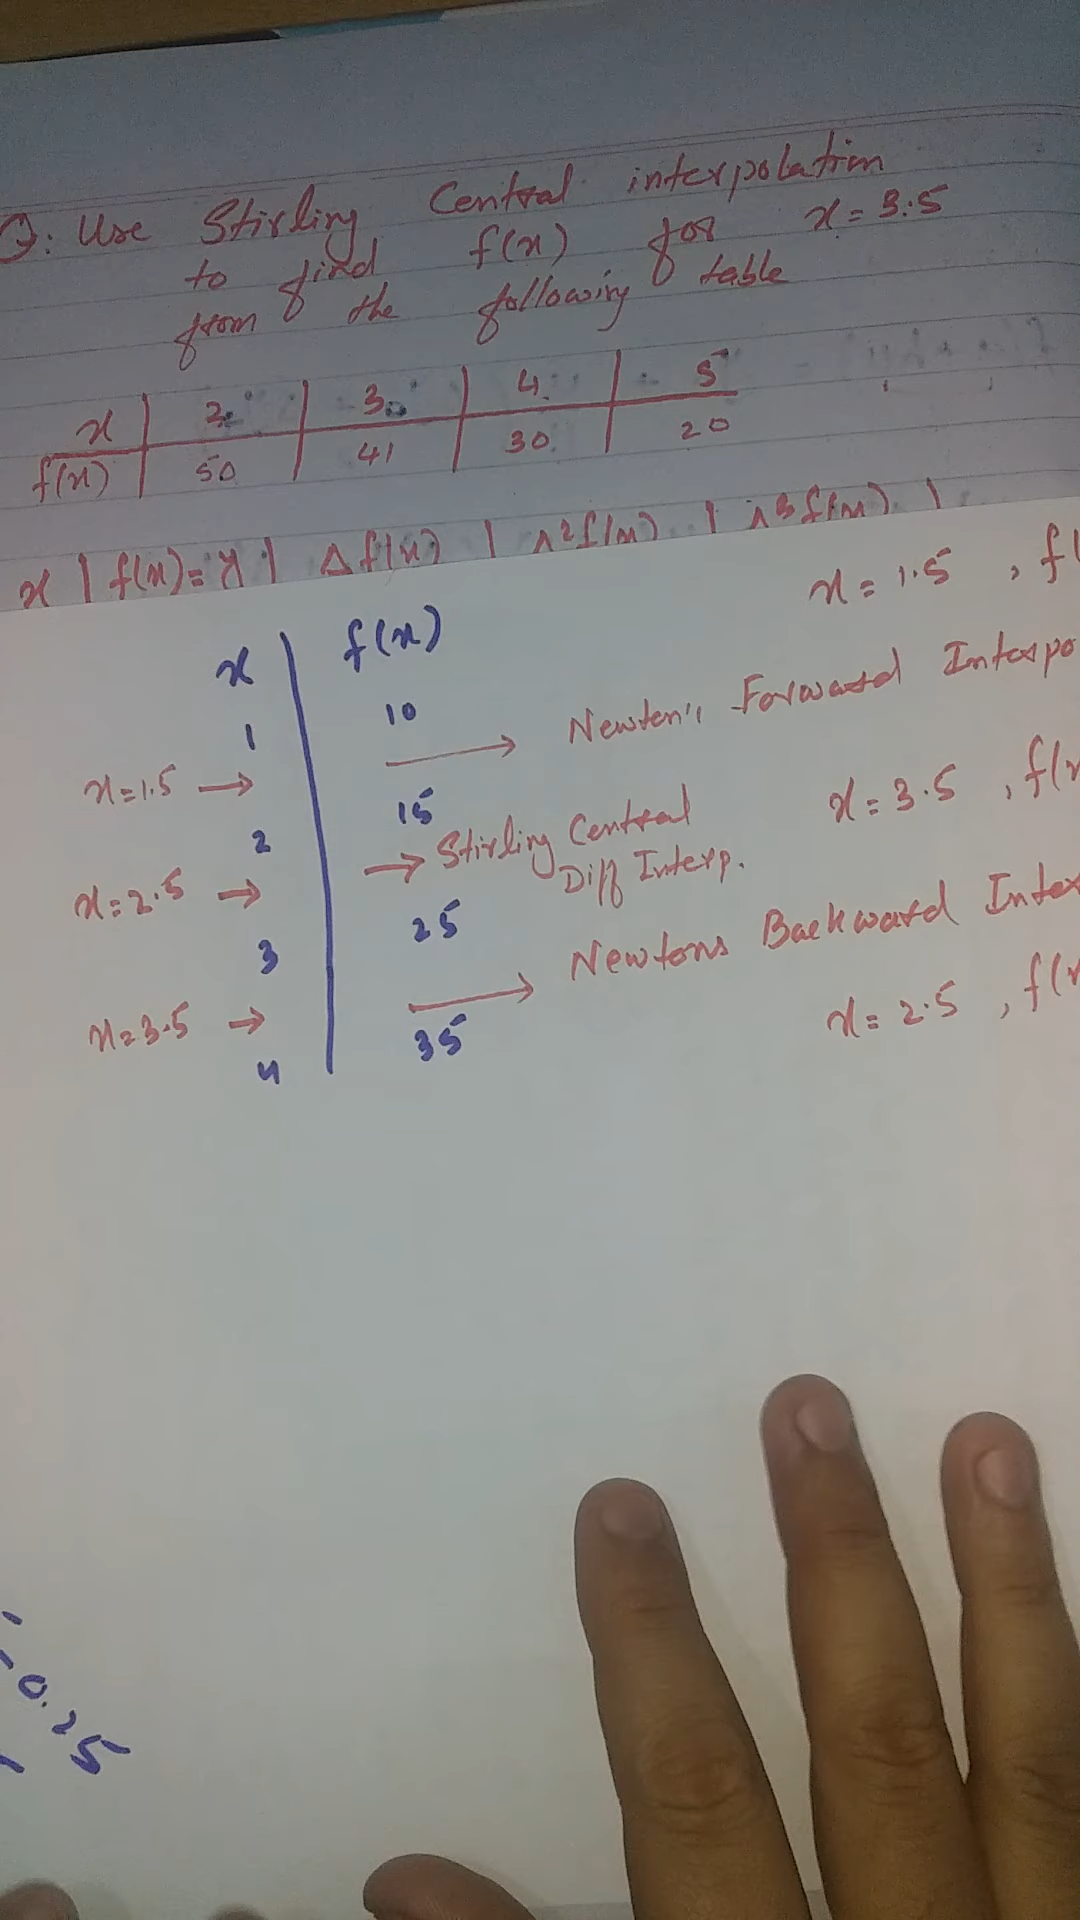 Q: Use Stirling Central interpolation
to find f(x) for x = 3.5
from the following table
x | 2 | 3 | 4 | 5
f(x) | 50 | 41 | 30 | 20
x | f(x) = y | Δf(x) | Δ²f(x) | Δ³f(x) |
x | f(x)
x = 1.5 , f(
1 10
x=1.5 → → Newton's Forward Interpo
2 15
x = 3.5 , f(x
x=2.5 → → Stirling Central
Diff Interp.
3 25
x=3.5 → → Newtons Backward Inter
4 35
x = 2.5 , f(x
-0.25